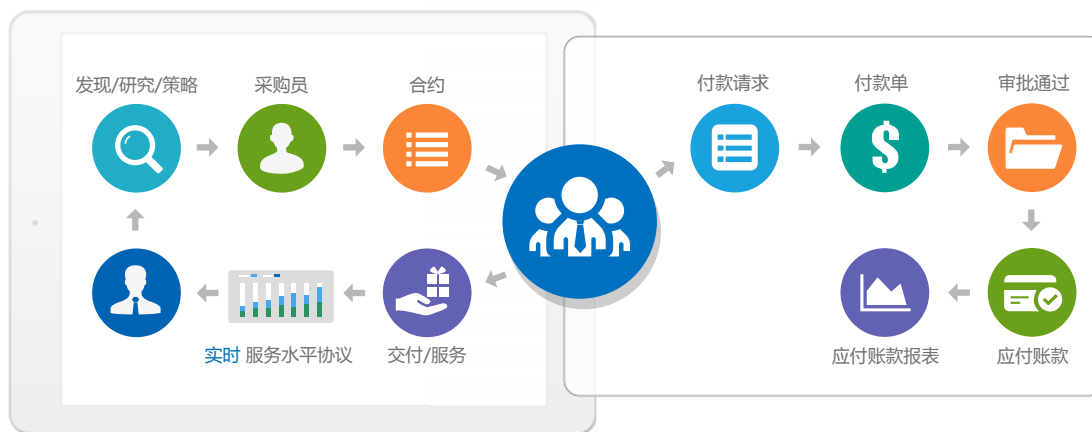 发现/研究/策略
采购员
合约
付款请求
付款单
审批通过
实时 服务水平协议
交付/服务
应付账款报表
应付账款